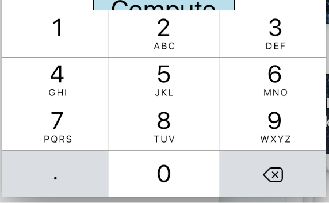 Compute
1 2 3
ABC DEF
4 5 6
GHI JKL MNO
7 8 9
PQRS TUV WXYZ
. 0